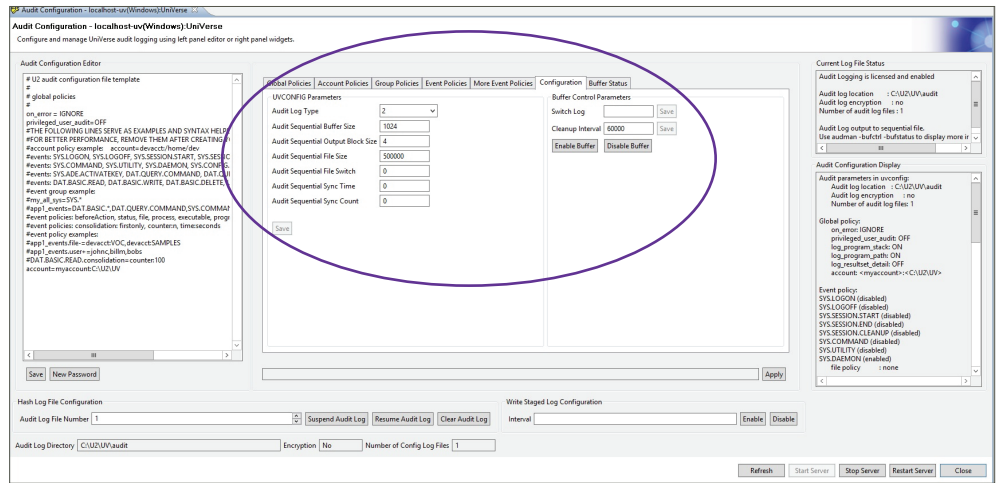 Audit Configuration - localhost-uv(Windows):UniVerse
Audit Configuration - localhost-uv(Windows):UniVerse
Configure and manage UniVerse audit logging using left panel editor or right panel widgets.
Audit Configuration Editor
# U2 audit configuration file template
#
# global policies
#
on_error = IGNORE
privileged_user_audit=OFF
#THE FOLLOWING LINES SERVE AS EXAMPLES AND SYNTAX HELP
#FOR BETTER PERFORMANCE, REMOVE THEM AFTER CREATING
#account policy example: account=devacct:/home/dev
#events: SYS.LOGON, SYS.LOGOFF, SYS.SESSION.START,
#events: SYS.COMMAND, SYS.UTILITY, SYS.DAEMON, SYS.CONFIG.
#events: SYS.ADE.ACTIVATEKEY, DAT.QUERY.COMMAND,
#events: DAT.BASIC.READ, DAT.BASIC.WRITE, DAT.BASIC.DELETE,
#event group example:
#my_all_sys=SYS.*
#app1_events=DAT.BASIC.*,DAT.QUERY.COMMAND,SYS.COMMAN
#event policies: beforeAction, status, file, process, executable, progr
#event policies: consolidation: firstonly, counter:n, time:seconds
#event policy examples:
#app1_events.file-=devacct:VOC,devacct:SAMPLES
#app1_events.user+=johnc,billm,bobs
#DAT.BASIC.READ.consolidation=counter:100
account=myaccount:C:\U2\UV
Save New Password
Global Policies Account Policies Group Policies Event Policies More Event Policies Configuration Buffer Status
UVCONFIG Parameters
Audit Log Type 2
Audit Sequential Buffer Size 1024
Audit Sequential Output Block Size 4
Audit Sequential File Size 500000
Audit Sequential File Switch 0
Audit Sequential Sync Time 0
Audit Sequential Sync Count 0
Save
Buffer Control Parameters
Switch Log Save
Cleanup Interval 60000 Save
Enable Buffer Disable Buffer
Apply
Current Log File Status
Audit Logging is licensed and enabled
Audit log location : C:\U2\UV\audit
Audit log encryption : no
Number of audit log files : 1
Audit Log output to sequential file.
Use audman -bufctrl -bufstatus to display more ir
Audit Configuration Display
Audit parameters in uvconfig:
Audit log location : C:\U2\UV\audit
Audit log encryption : no
Number of audit log files: 1
Global policy:
on_error: IGNORE
privileged_user_audit: OFF
log_program_stack: ON
log_program_path: ON
log_resultset_detail: OFF
account: <myaccount>:<C:\U2\UV>
Event policy:
SYS.LOGON (disabled)
SYS.LOGOFF (disabled)
SYS.SESSION.START (disabled)
SYS.SESSION.END (disabled)
SYS.SESSION.CLEANUP (disabled)
SYS.COMMAND (disabled)
SYS.UTILITY (disabled)
SYS.DAEMON (enabled)
file policy : none
Hash Log File Configuration
Audit Log File Number 1 Suspend Audit Log Resume Audit Log Clear Audit Log
Write Staged Log Configuration
Interval Enable Disable
Audit Log Directory C:\U2\UV\audit Encryption No Number of Config Log Files 1
Refresh Start Server Stop Server Restart Server Close